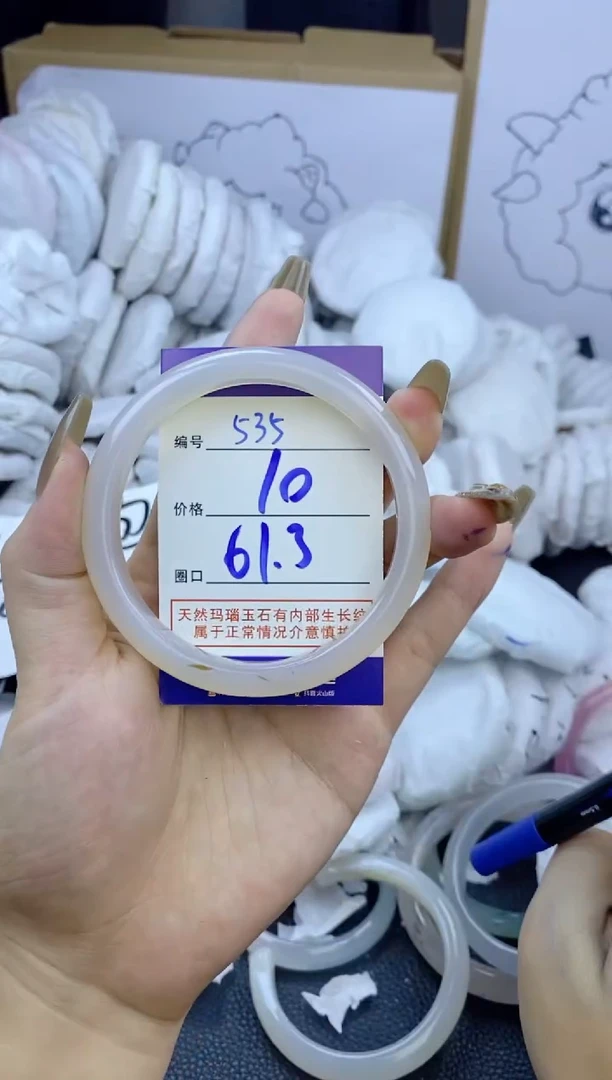 编号 535
价格 10
圈口 61.3
天然玛瑙玉石有内部生长纹
属于正常情况介意慎拍